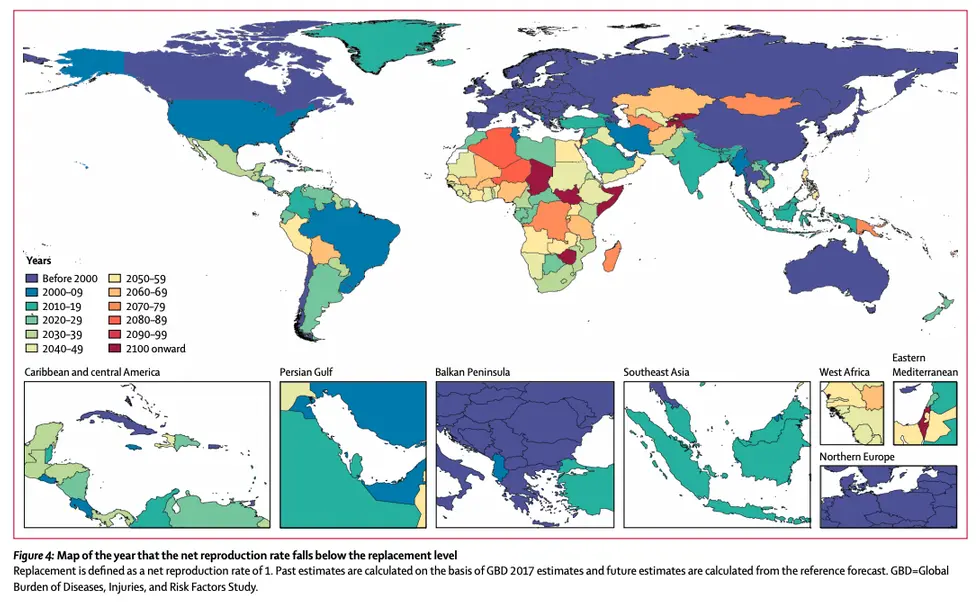 Years
Before 2000
2000–09
2010–19
2020–29
2030–39
2040–49
2050–59
2060–69
2070–79
2080–89
2090–99
2100 onward
Caribbean and central America
Persian Gulf
Balkan Peninsula
Southeast Asia
West Africa
Eastern
Mediterranean
Northern Europe
Figure 4: Map of the year that the net reproduction rate falls below the replacement level
Replacement is defined as a net reproduction rate of 1. Past estimates are calculated on the basis of GBD 2017 estimates and future estimates are calculated from the reference forecast. GBD=Global
Burden of Diseases, Injuries, and Risk Factors Study.